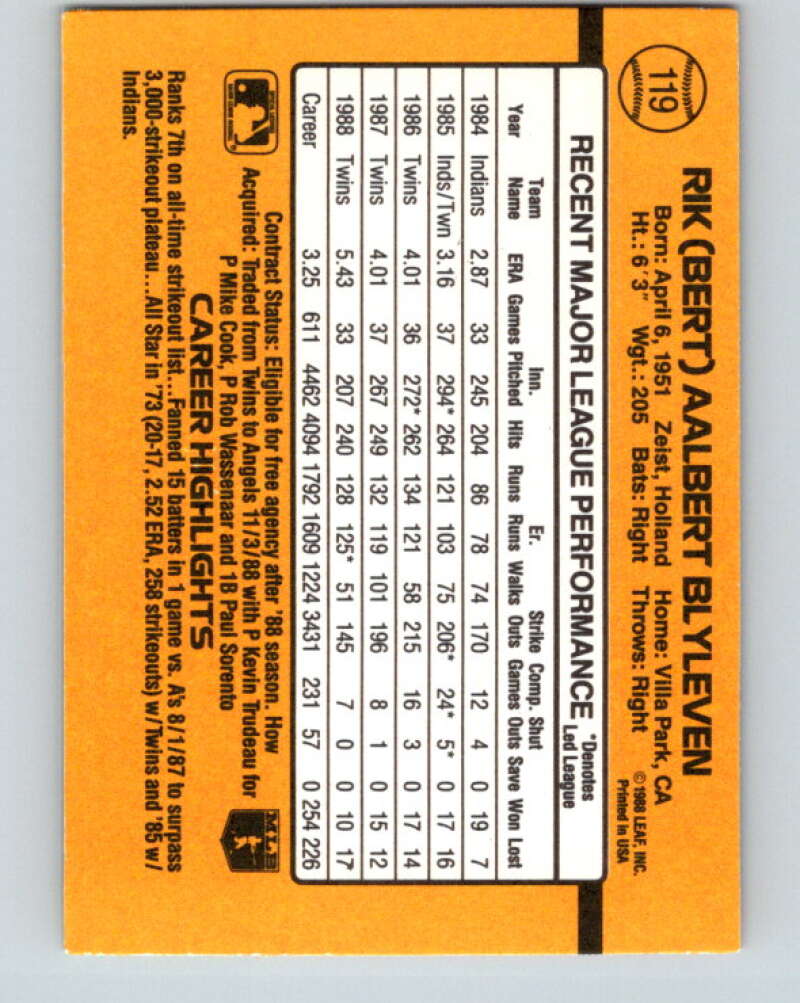 119
RIK (BERT) AALBERT BLYLEVEN
Born: April 6, 1951 Zeist, Holland Home: Villa Park, CA
Ht.: 6'3" Wgt.: 205 Bats: Right Throws: Right
© 1988 LEAF, INC.
Printed in USA
RECENT MAJOR LEAGUE PERFORMANCE
*Denotes
Led League
Team Inn. Er. Strike Comp. Shut
Year Name ERA Games Pitched Hits Runs Runs Walks Outs Games Outs Save Won Lost
1984 Indians 2.87 33 245 204 86 78 74 170 12 4 0 19 7
1985 Inds/Twn 3.16 37 294* 264 121 103 75 206* 24* 5* 0 17 16
1986 Twins 4.01 36 272* 262 134 121 58 215 16 3 0 17 14
1987 Twins 4.01 37 267 249 132 119 101 196 8 1 0 15 12
1988 Twins 5.43 33 207 240 128 125* 51 145 7 0 0 10 17*
Career 3.25 611 4462 4094 1792 1609 1224 3431 231 57 0 254 226
Contract Status: Eligible for free agency after '88 season. How
Acquired: Traded from Twins to Angels 11/3/88 with P Kevin Trudeau for
P Mike Cook, P Rob Wassenaar and 1B Paul Sorento
MLB
CAREER HIGHLIGHTS
Ranks 7th on all-time strikeout list...Fanned 15 batters in 1 game vs. A's 8/1/87 to surpass
3,000-strikeout plateau...All Star in '73 (20-17, 2.52 ERA, 258 strikeouts) w/Twins and '85 w/
Indians.